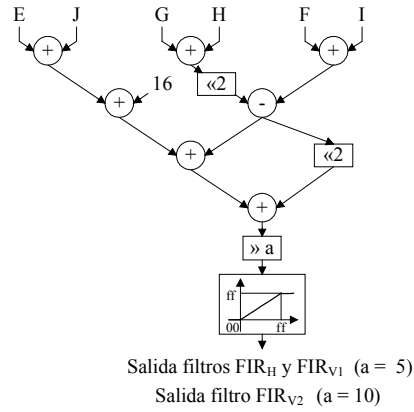 E J G H F I
+ + +
16 «2
+ -
+ «2
+
» a
ff
00 ff
Salida filtros FIRH y FIRV1 (a = 5)
Salida filtro FIRV2 (a = 10)